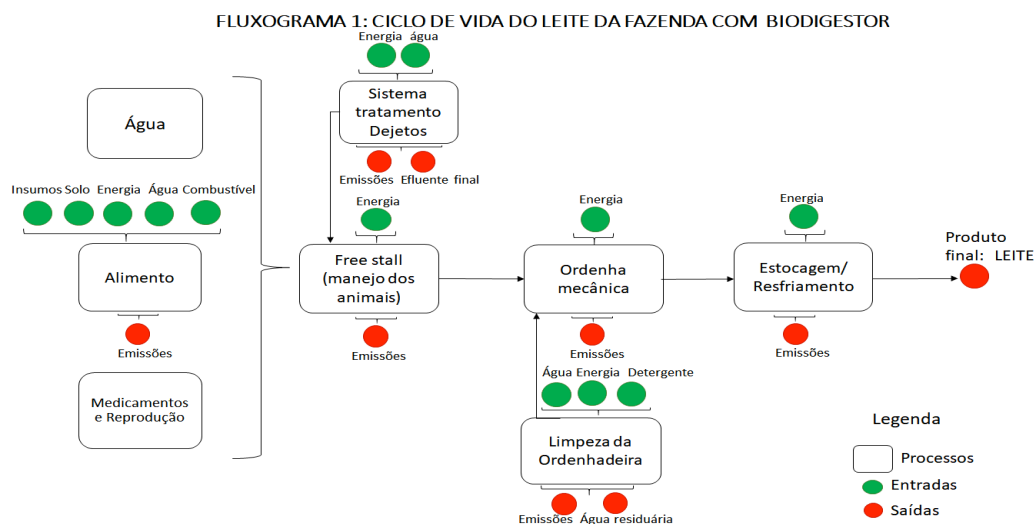 FLUXOGRAMA 1: CICLO DE VIDA DO LEITE DA FAZENDA COM BIODIGESTOR
Energia água
Sistema
tratamento
Dejetos
Emissões Efluente final
Água
Insumos Solo Energia Água Combustível
Alimento
Emissões
Medicamentos
e Reprodução
Energia
Free stall
(manejo dos
animais)
Emissões
Energia
Ordenha
mecânica
Emissões
Água Energia Detergente
Limpeza da
Ordenhadeira
Emissões Água residuária
Energia
Estocagem/
Resfriamento
Emissões
Produto
final: LEITE
Legenda
Processos
Entradas
Saídas